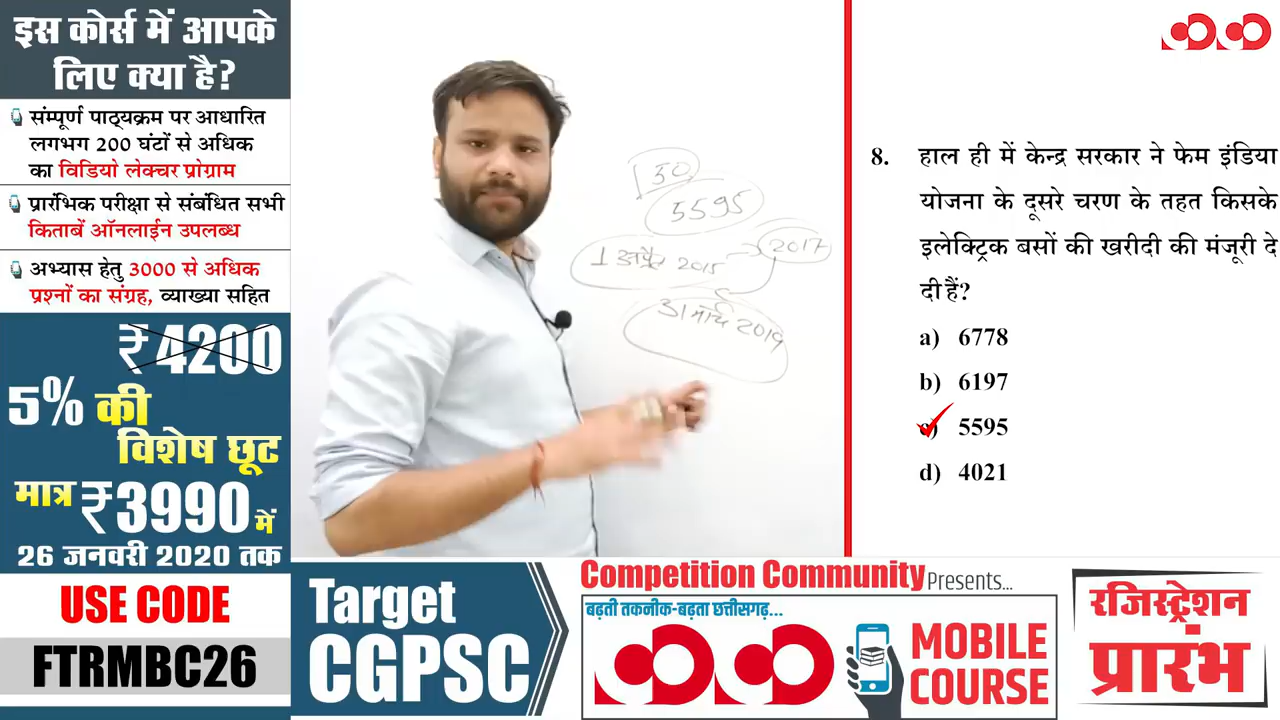 इस कोर्स में आपके
लिए क्या है?
संम्पूर्ण पाठ्यक्रम पर आधारित
लगभग 200 घंटों से अधिक
का विडियो लेक्चर प्रोग्राम
प्रारंभिक परीक्षा से संबंधित सभी
किताबें ऑनलाईन उपलब्ध
अभ्यास हेतु 3000 से अधिक
प्रश्नों का संग्रह, व्याख्या सहित
₹4200
5% की
विशेष छूट
मात्र ₹3990 में
26 जनवरी 2020 तक
USE CODE
FTRMBC26
50
5595
1 अप्रैल 2015 → 2017
31 मार्च 2019
8. हाल ही में केन्द्र सरकार ने फेम इंडिया
योजना के दूसरे चरण के तहत किसके
इलेक्ट्रिक बसों की खरीदी की मंजूरी दे
दी हैं?
a) 6778
b) 6197
c) 5595
d) 4021
Target
CGPSC
Competition Community Presents...
बढ़ती तकनीक-बढ़ता छत्तीसगढ़...
MOBILE
COURSE
रजिस्ट्रेशन
प्रारंभ